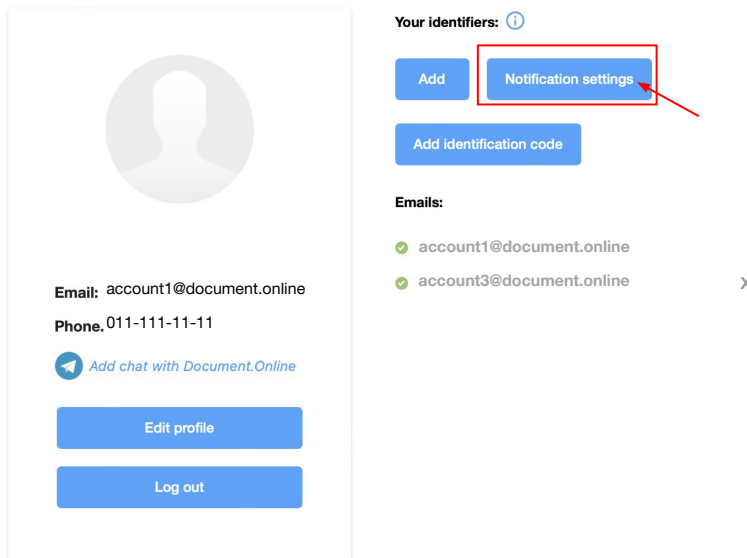 Email: account1@document.online
Phone. 011-111-11-11
Add chat with Document.Online
Edit profile
Log out
Your identifiers:
Add
Notification settings
Add identification code
Emails:
account1@document.online
account3@document.online